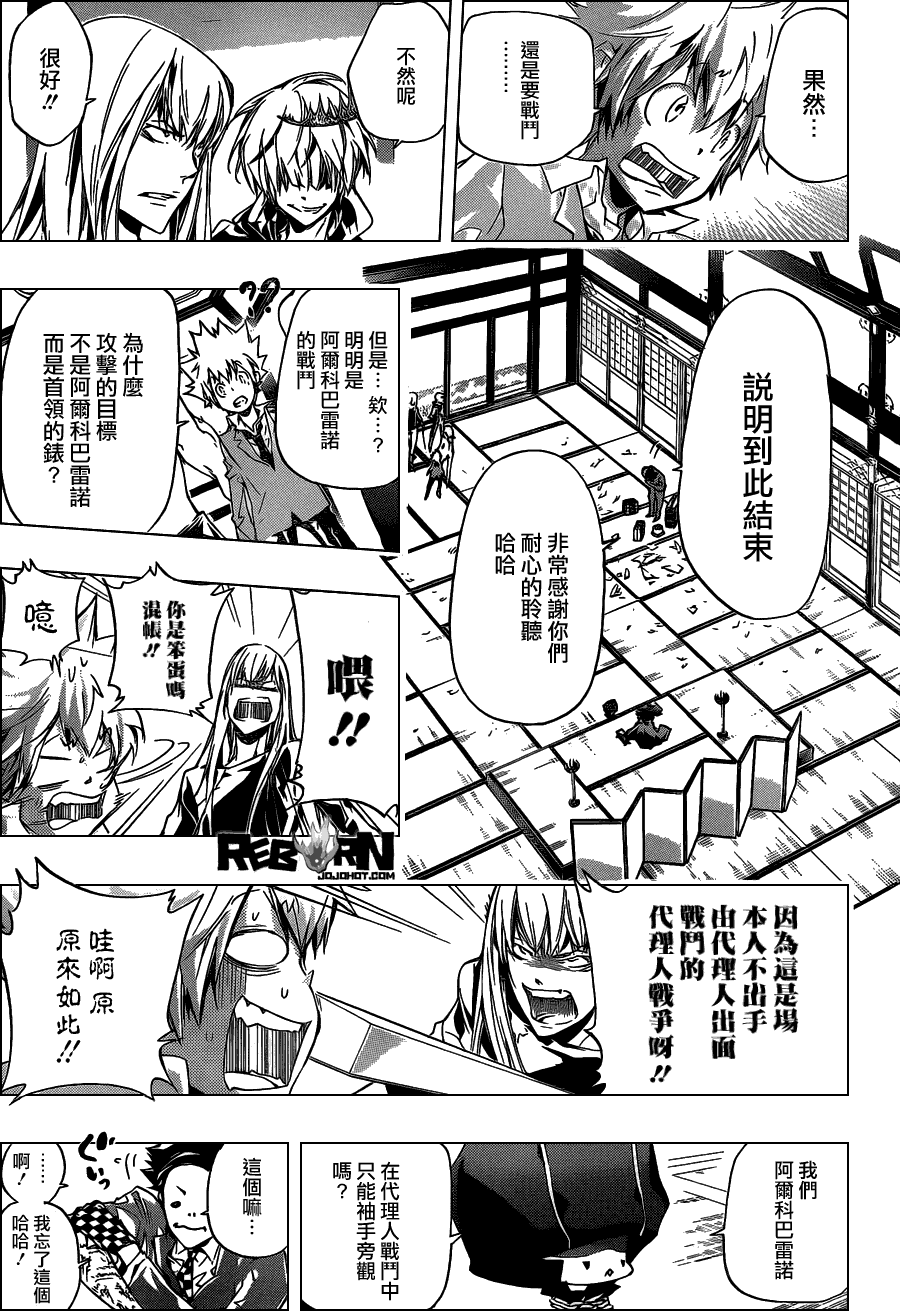 果然…
還是要戰鬥
………
不然呢
很好!!
説明到此結束
非常感謝你們
耐心的聆聽
哈哈
?!?
但是…欸…?
明明是
阿爾科巴雷諾
的戰鬥
為什麼
攻擊的目標
不是阿爾科巴雷諾
而是首領的錶?
喂!!
你是笨蛋嗎
混帳!!
噫
REBORN
JOJOHOT.COM
因為這是場
本人不出手
由代理人出面
戰鬥的
代理人戰爭呀!!
哇啊 原
原來如此!!
我們
阿爾科巴雷諾
在代理人戰鬥中
只能袖手旁觀
嗎?
這個嘛…
……
啊!
我忘了這個
哈哈!